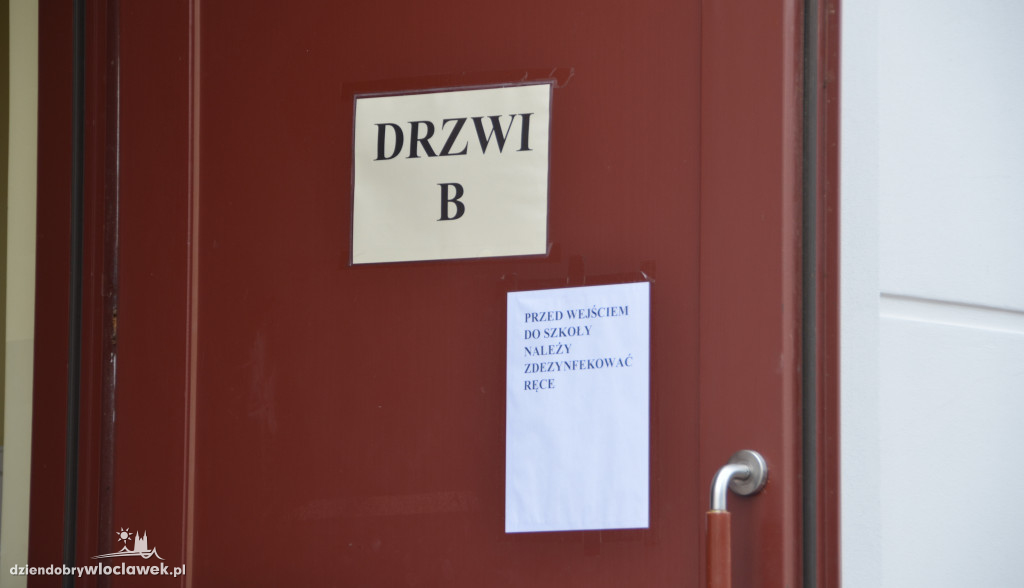 DRZWI
B
PRZED WEJŚCIEM
DO SZKOŁY
NALEŻY
ZDEZYNFEKOWAĆ
RĘCE
dziendobrywloclawek.pl